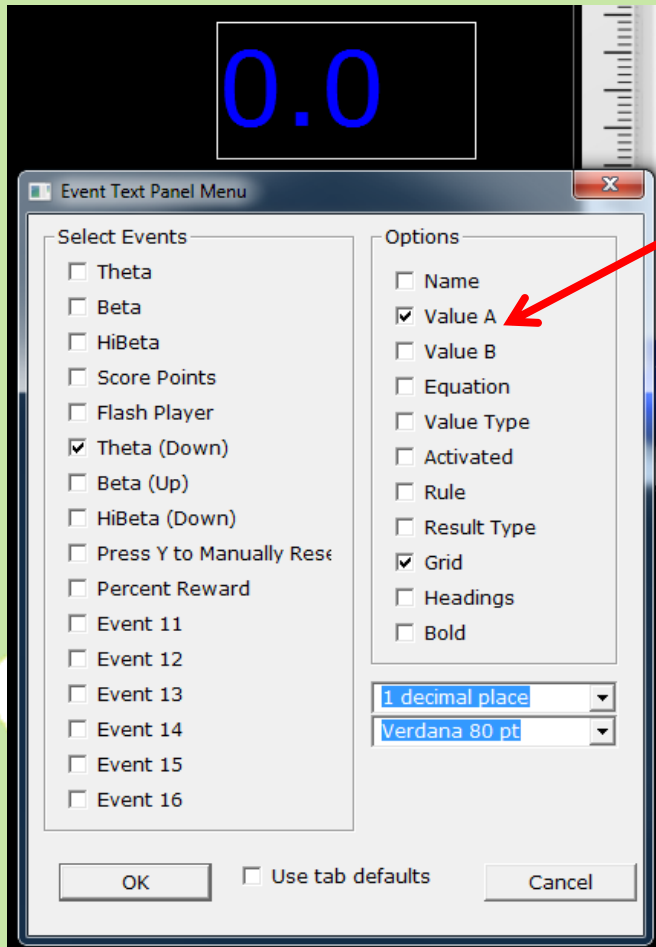 0.0
Event Text Panel Menu
Select Events
Theta
Beta
HiBeta
Score Points
Flash Player
Theta (Down)
Beta (Up)
HiBeta (Down)
Press Y to Manually Rese
Percent Reward
Event 11
Event 12
Event 13
Event 14
Event 15
Event 16
Options
Name
Value A
Value B
Equation
Value Type
Activated
Rule
Result Type
Grid
Headings
Bold
1 decimal place
Verdana 80 pt
OK
Use tab defaults
Cancel